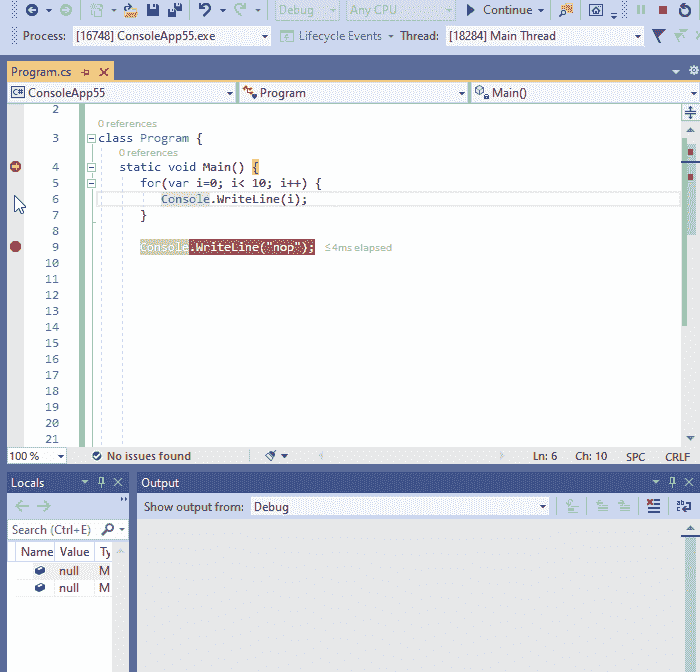 Debug Any CPU Continue
Process: [16748] ConsoleApp55.exe Lifecycle Events Thread: [18284] Main Thread
Program.cs
C# ConsoleApp55 Program Main()
2
0 references
3 class Program {
0 references
4 static void Main() {
5 for(var i=0; i< 10; i++) {
6 Console.WriteLine(i);
7 }
8
9 Console.WriteLine("nop"); ≤4ms elapsed
10
11
12
13
14
15
16
17
18
19
20
21
100 % No issues found Ln: 6 Ch: 10 SPC CRLF
Locals
Output
Search (Ctrl+E)
Show output from: Debug
Name Value Ty
null M
null M